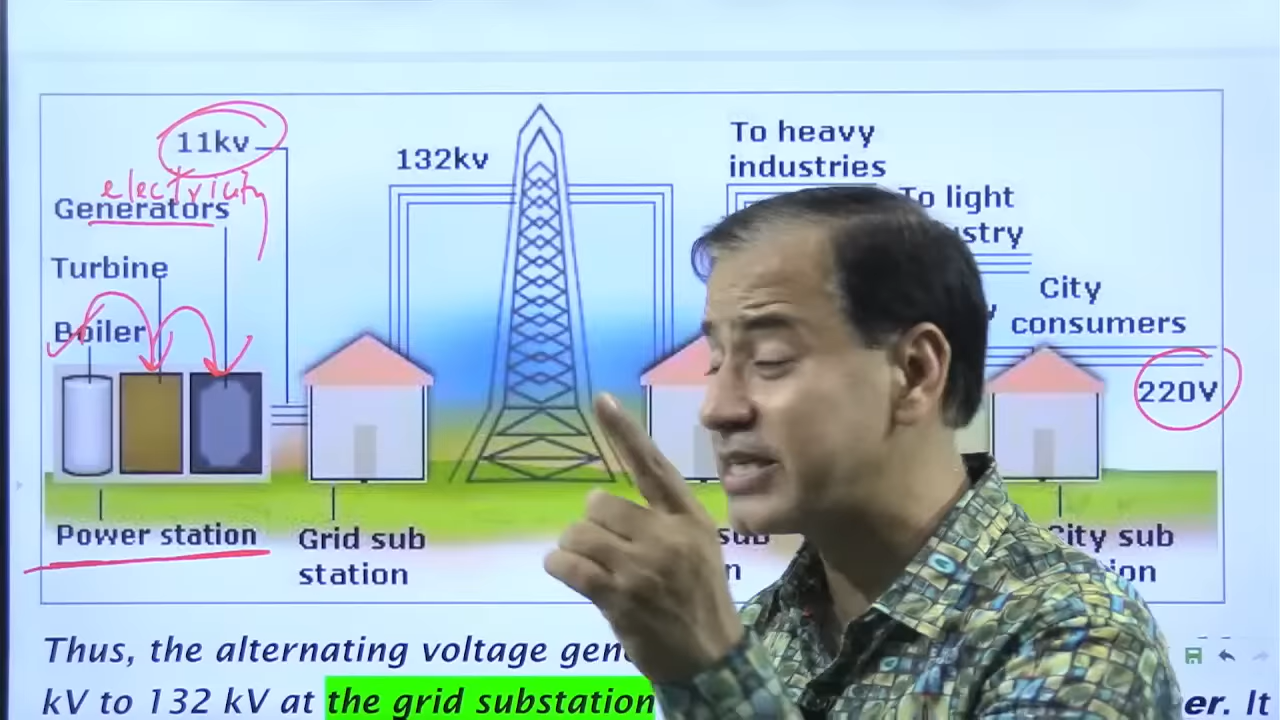 11kv
electricity
Generators
Turbine
Boiler
132kv
To heavy
industries
To light
City
consumers
220V
Power station
Grid sub
station
sub
City sub
Thus, the alternating voltage
kV to 132 kV at the grid substation
er. It